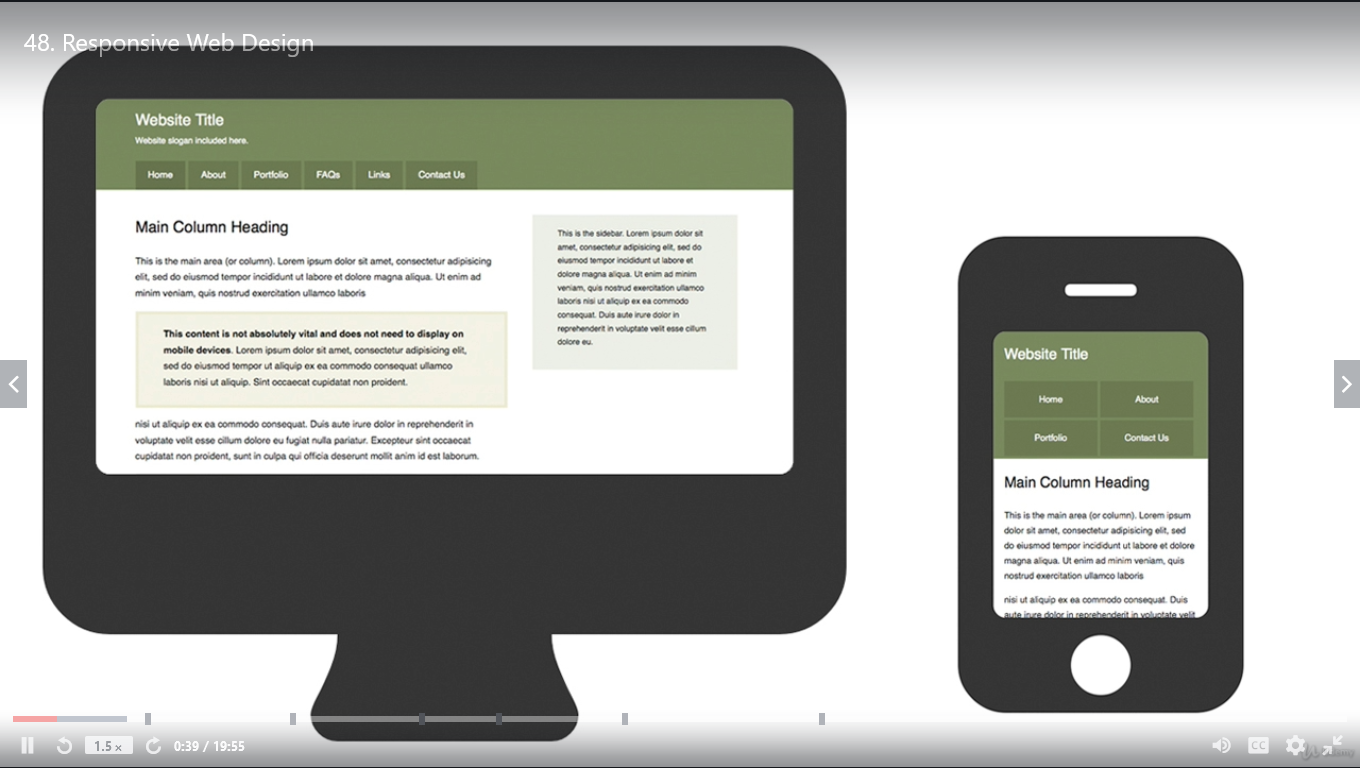 48. Responsive Web Design
Website Title
Website slogan included here.
Home
About
Portfolio
FAQs
Links
Contact Us
Main Column Heading
This is the main area (or column). Lorem ipsum dolor sit amet, consectetur adipisicing
elit, sed do eiusmod tempor incididunt ut labore et dolore magna aliqua. Ut enim ad
minim veniam, quis nostrud exercitation ullamco laboris
This content is not absolutely vital and does not need to display on
mobile devices. Lorem ipsum dolor sit amet, consectetur adipisicing elit,
sed do eiusmod tempor ut aliquip ex ea commodo consequat ullamco
laboris nisi ut aliquip. Sint occaecat cupidatat non proident.
nisi ut aliquip ex ea commodo consequat. Duis aute irure dolor in reprehenderit in
voluptate velit esse cillum dolore eu fugiat nulla pariatur. Excepteur sint occaecat
cupidatat non proident, sunt in culpa qui officia deserunt mollit anim id est laborum.
This is the sidebar. Lorem ipsum dolor sit
amet, consectetur adipisicing elit, sed do
eiusmod tempor incididunt ut labore et
dolore magna aliqua. Ut enim ad minim
veniam, quis nostrud exercitation ullamco
laboris nisi ut aliquip ex ea commodo
consequat. Duis aute irure dolor in
reprehenderit in voluptate velit esse cillum
dolore eu.
Website Title
Home
About
Portfolio
Contact Us
Main Column Heading
This is the main area (or column). Lorem ipsum
dolor sit amet, consectetur adipisicing elit, sed
do eiusmod tempor incididunt ut labore et dolore
magna aliqua. Ut enim ad minim veniam, quis
nostrud exercitation ullamco laboris
nisi ut aliquip ex ea commodo consequat. Duis
aute irure dolor in reprehenderit in voluptate velit
1.5 x
0:39 / 19:55
CC